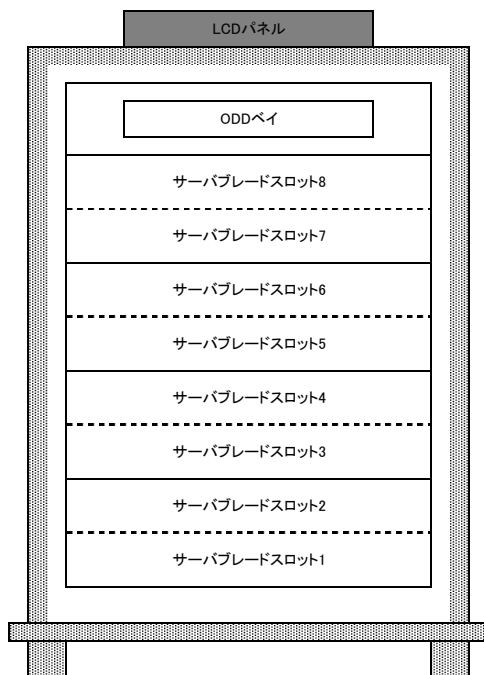 LCDパネル
ODDベイ
サーバブレードスロット8
サーバブレードスロット7
サーバブレードスロット6
サーバブレードスロット5
サーバブレードスロット4
サーバブレードスロット3
サーバブレードスロット2
サーバブレードスロット1